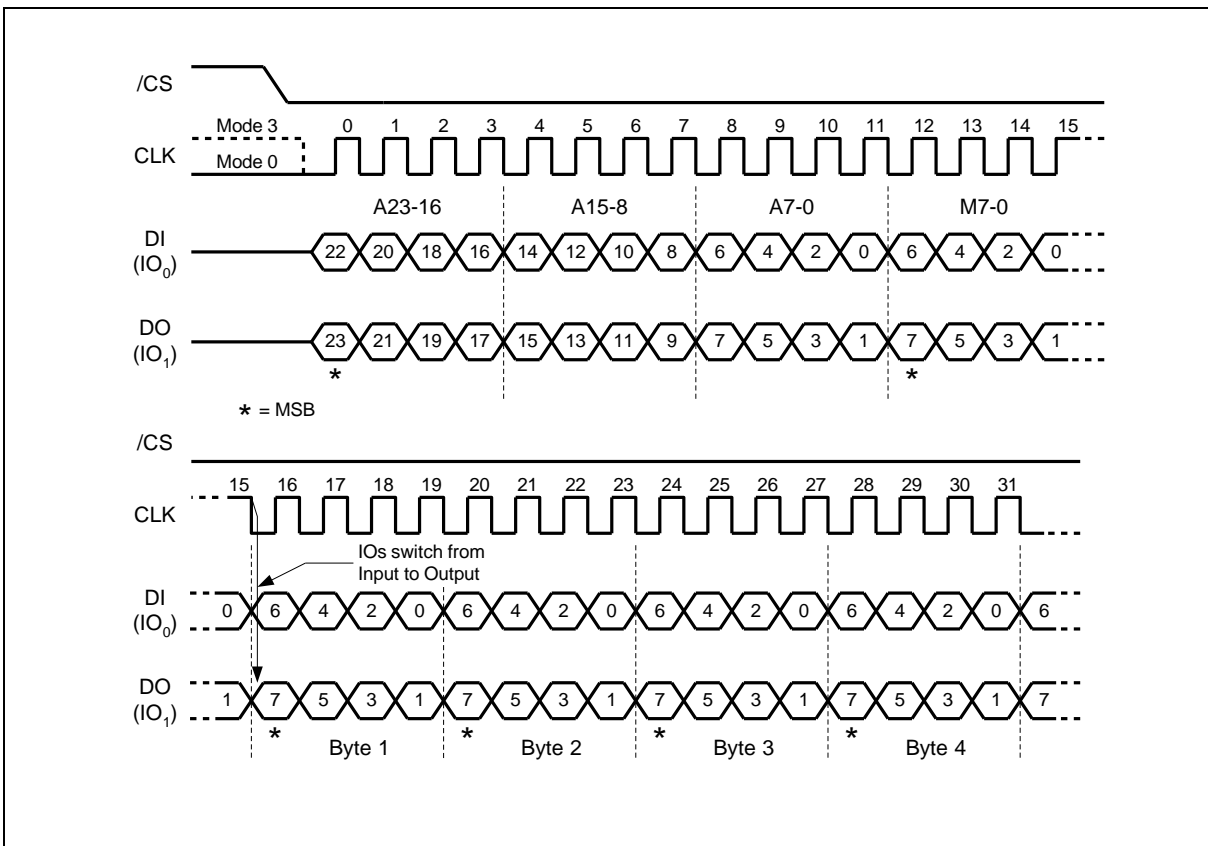 /CS
Mode 3 0 1 2 3 4 5 6 7 8 9 10 11 12 13 14 15
CLK
Mode 0
A23-16 A15-8 A7-0 M7-0
DI
(IO0) 22 20 18 16 14 12 10 8 6 4 2 0 6 4 2 0
DO
(IO1) 23 21 19 17 15 13 11 9 7 5 3 1 7 5 3 1
* *
* = MSB
/CS
15 16 17 18 19 20 21 22 23 24 25 26 27 28 29 30 31
CLK
IOs switch from
Input to Output
DI
(IO0) 0 6 4 2 0 6 4 2 0 6 4 2 0 6 4 2 0 6
DO
(IO1) 1 7 5 3 1 7 5 3 1 7 5 3 1 7 5 3 1 7
* * * *
Byte 1 Byte 2 Byte 3 Byte 4